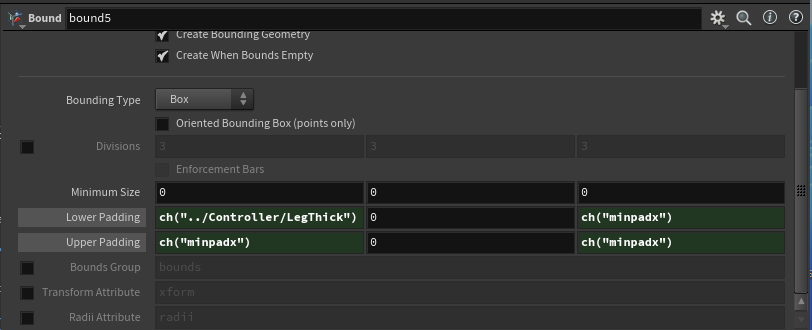 Bound bound5
Create Bounding Geometry
Create When Bounds Empty
Bounding Type Box
Oriented Bounding Box (points only)
Divisions 3 3 3
Enforcement Bars
Minimum Size 0 0 0
Lower Padding ch("../Controller/LegThick") 0 ch("minpadx")
Upper Padding ch("minpadx") 0 ch("minpadx")
Bounds Group bounds
Transform Attribute xform
Radii Attribute radii